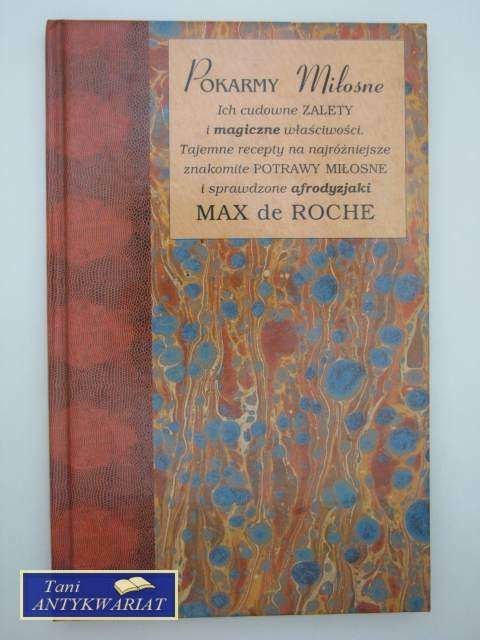 POKARMY MIŁOSNE
Ich cudowne ZALETY
i magiczne właściwości.
Tajemne recepty na najróżniejsze
znakomite POTRAWY MIŁOSNE
i sprawdzone afrodyzjaki
MAX de ROCHE
Tani
ANTYKWARIAT